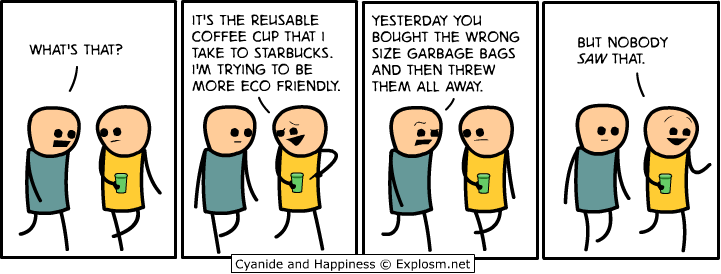 WHAT'S THAT?
IT'S THE REUSABLE
COFFEE CUP THAT I
TAKE TO STARBUCKS.
I'M TRYING TO BE
MORE ECO FRIENDLY.
YESTERDAY YOU
BOUGHT THE WRONG
SIZE GARBAGE BAGS
AND THEN THREW
THEM ALL AWAY.
BUT NOBODY
SAW THAT.
Cyanide and Happiness © Explosm.net